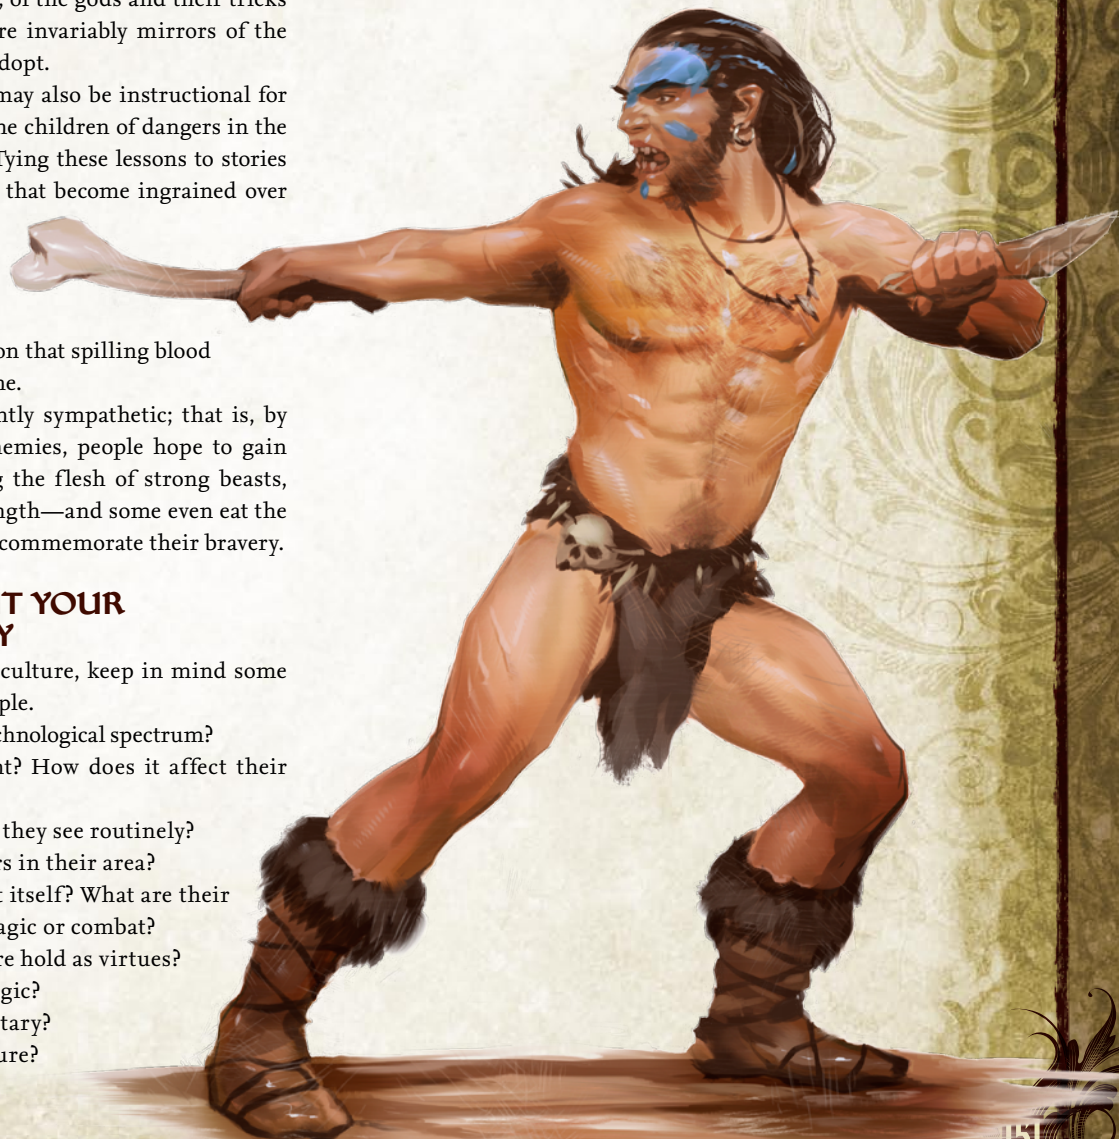 of the gods and their tricks
re invariably mirrors of the
dopt.
may also be instructional for
ne children of dangers in the
Tying these lessons to stories
that become ingrained over
on that spilling blood
ne.
ntly sympathetic; that is, by
nemies, people hope to gain
g the flesh of strong beasts,
ngth—and some even eat the
commemorate their bravery.
T YOUR
Y
culture, keep in mind some
ple.
chnological spectrum?
nt? How does it affect their
they see routinely?
rs in their area?
t itself? What are their
agic or combat?
re hold as virtues?
gic?
tary?
ure?